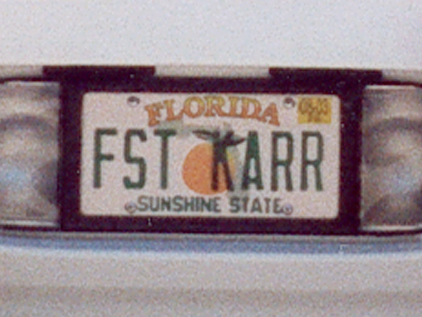 FLORIDA
FST KARR
SUNSHINE STATE